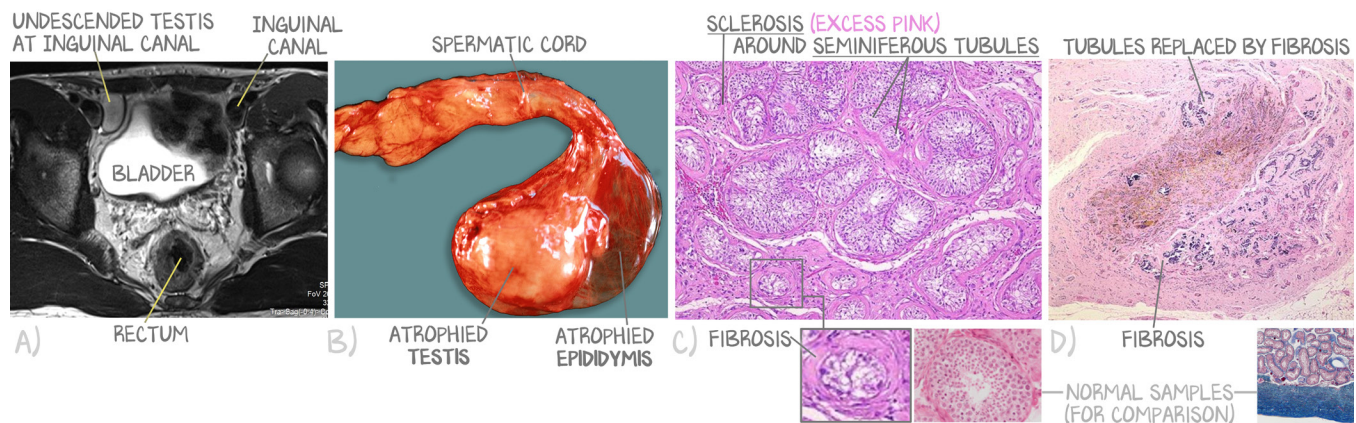 UNDESCENDED TESTIS
AT INGUINAL CANAL
INGUINAL
CANAL
BLADDER
RECTUM
A)
SPERMATIC CORD
ATROPHIED
TESTIS
ATROPHIED
EPIDIDYMIS
B)
SCLEROSIS (EXCESS PINK)
AROUND SEMINIFEROUS TUBULES
C)
FIBROSIS
TUBULES REPLACED BY FIBROSIS
D)
FIBROSIS
NORMAL SAMPLES
(FOR COMPARISON)